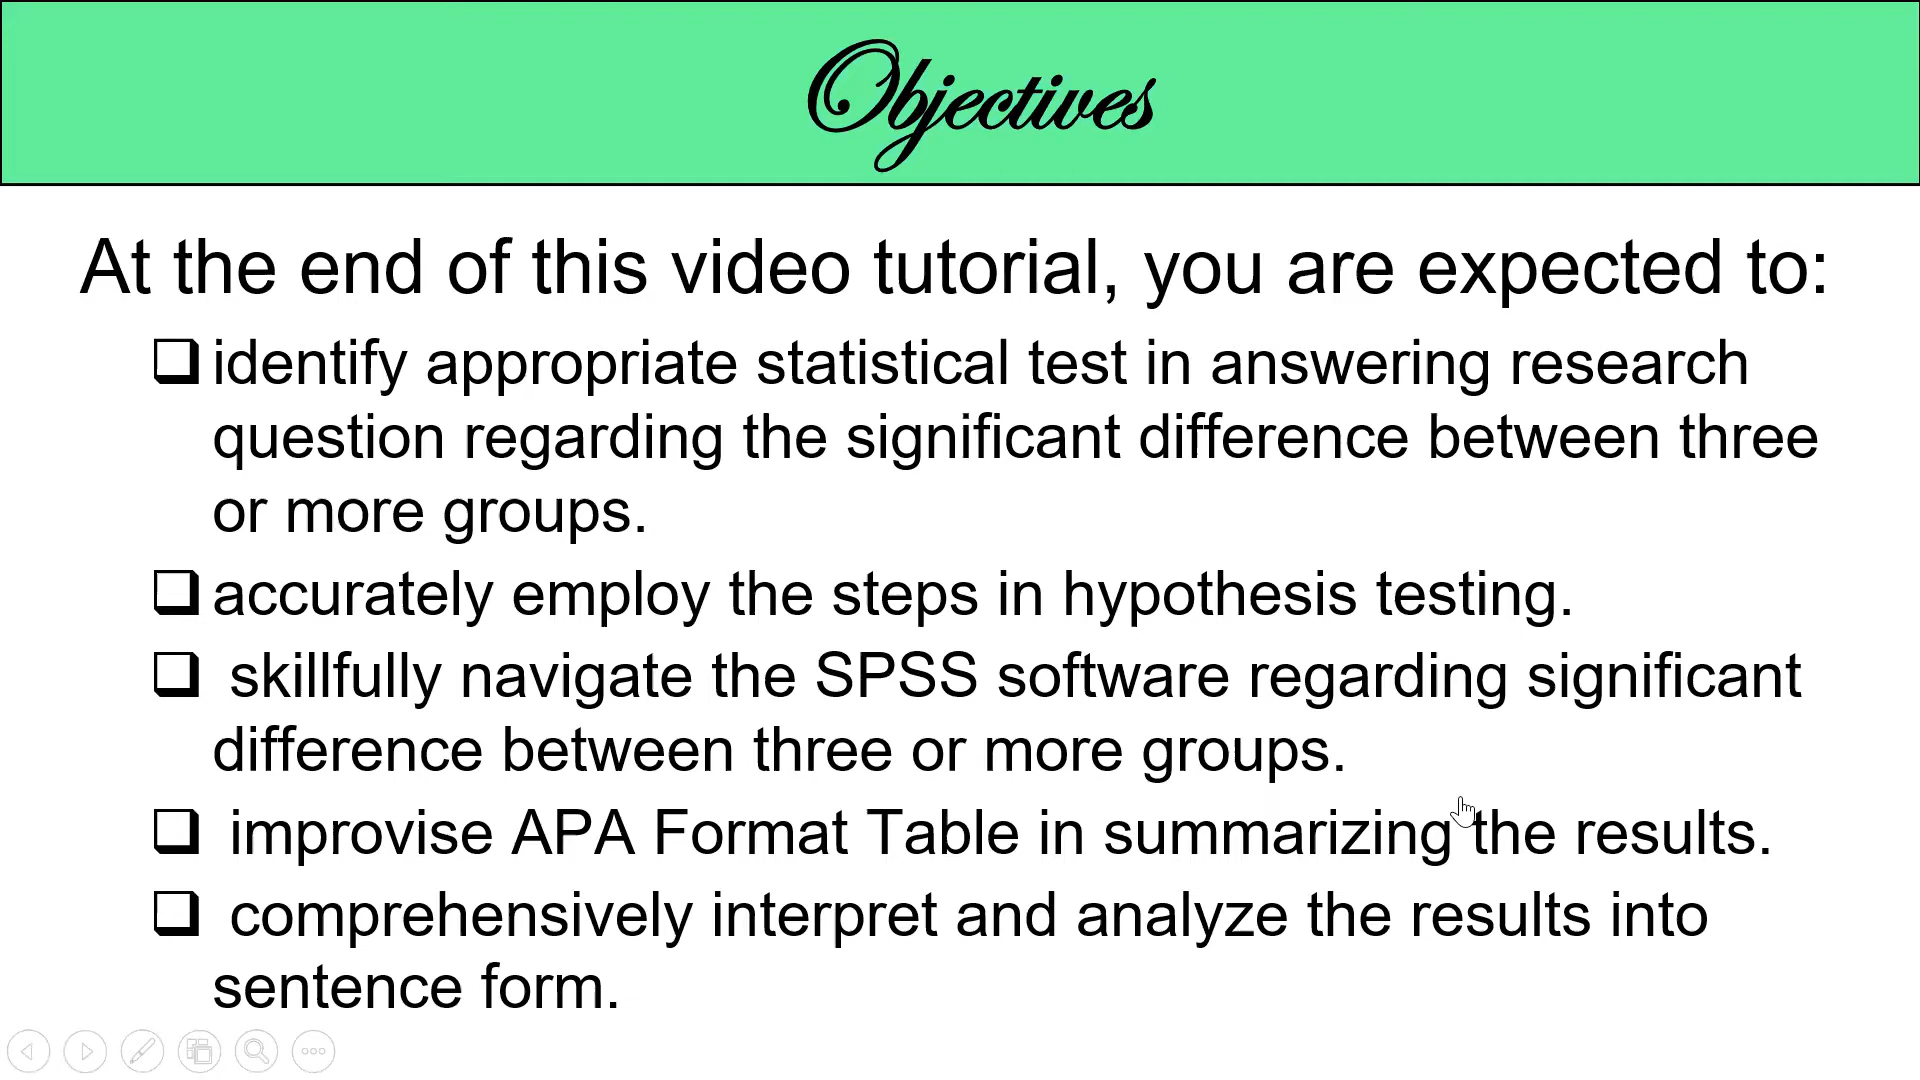 Objectives
At the end of this video tutorial, you are expected to:
identify appropriate statistical test in answering research
question regarding the significant difference between three
or more groups.
accurately employ the steps in hypothesis testing.
skillfully navigate the SPSS software regarding significant
difference between three or more groups.
improvise APA Format Table in summarizing the results.
comprehensively interpret and analyze the results into
sentence form.